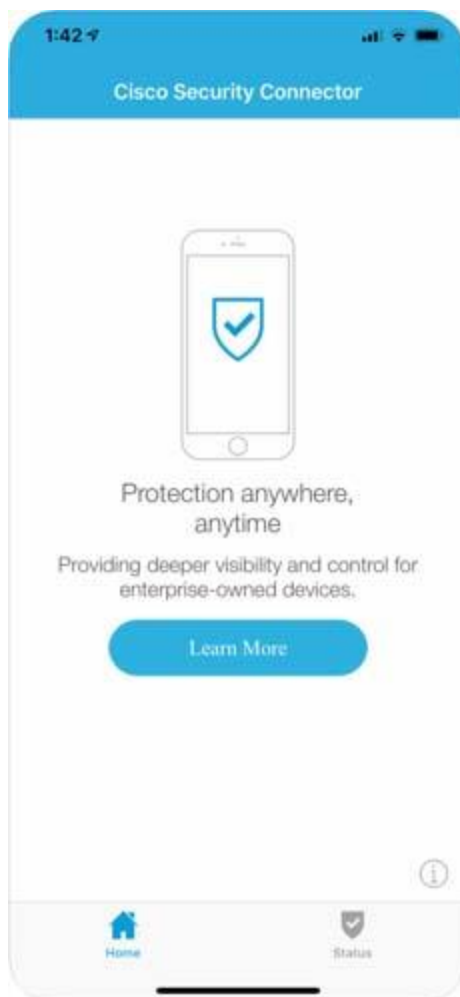 1:42
Cisco Security Connector
Protection anywhere,
anytime
Providing deeper visibility and control for
enterprise-owned devices.
Learn More
Home
Status